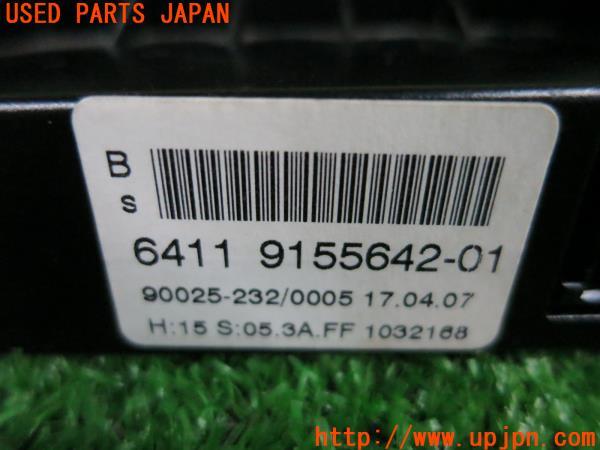 USED PARTS JAPAN
B
s
6411 9155642-01
90025-232/0005 17.04.07
H:15 S:05.3A.FF 1032168
http://www.upjpn.com/